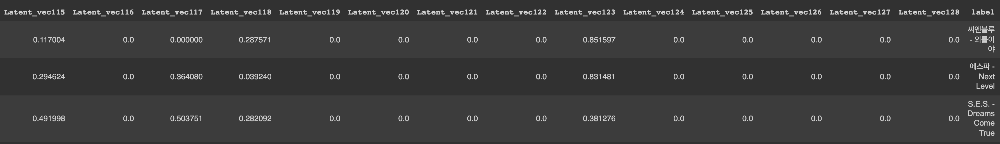 Latent_vec115 Latent_vec116 Latent_vec117 Latent_vec118 Latent_vec119 Latent_vec120 Latent_vec121 Latent_vec122 Latent_vec123 Latent_vec124 Latent_vec125 Latent_vec126 Latent_vec127 Latent_vec128 label
0.117004 0.0 0.000000 0.287571 0.0 0.0 0.0 0.0 0.851597 0.0 0.0 0.0 0.0 0.0 씨엔블루
- 외톨이
야
0.294624 0.0 0.364080 0.039240 0.0 0.0 0.0 0.0 0.831481 0.0 0.0 0.0 0.0 0.0 에스파 -
Next
Level
0.491998 0.0 0.503751 0.282092 0.0 0.0 0.0 0.0 0.381276 0.0 0.0 0.0 0.0 0.0 S.E.S. -
Dreams
Come
True